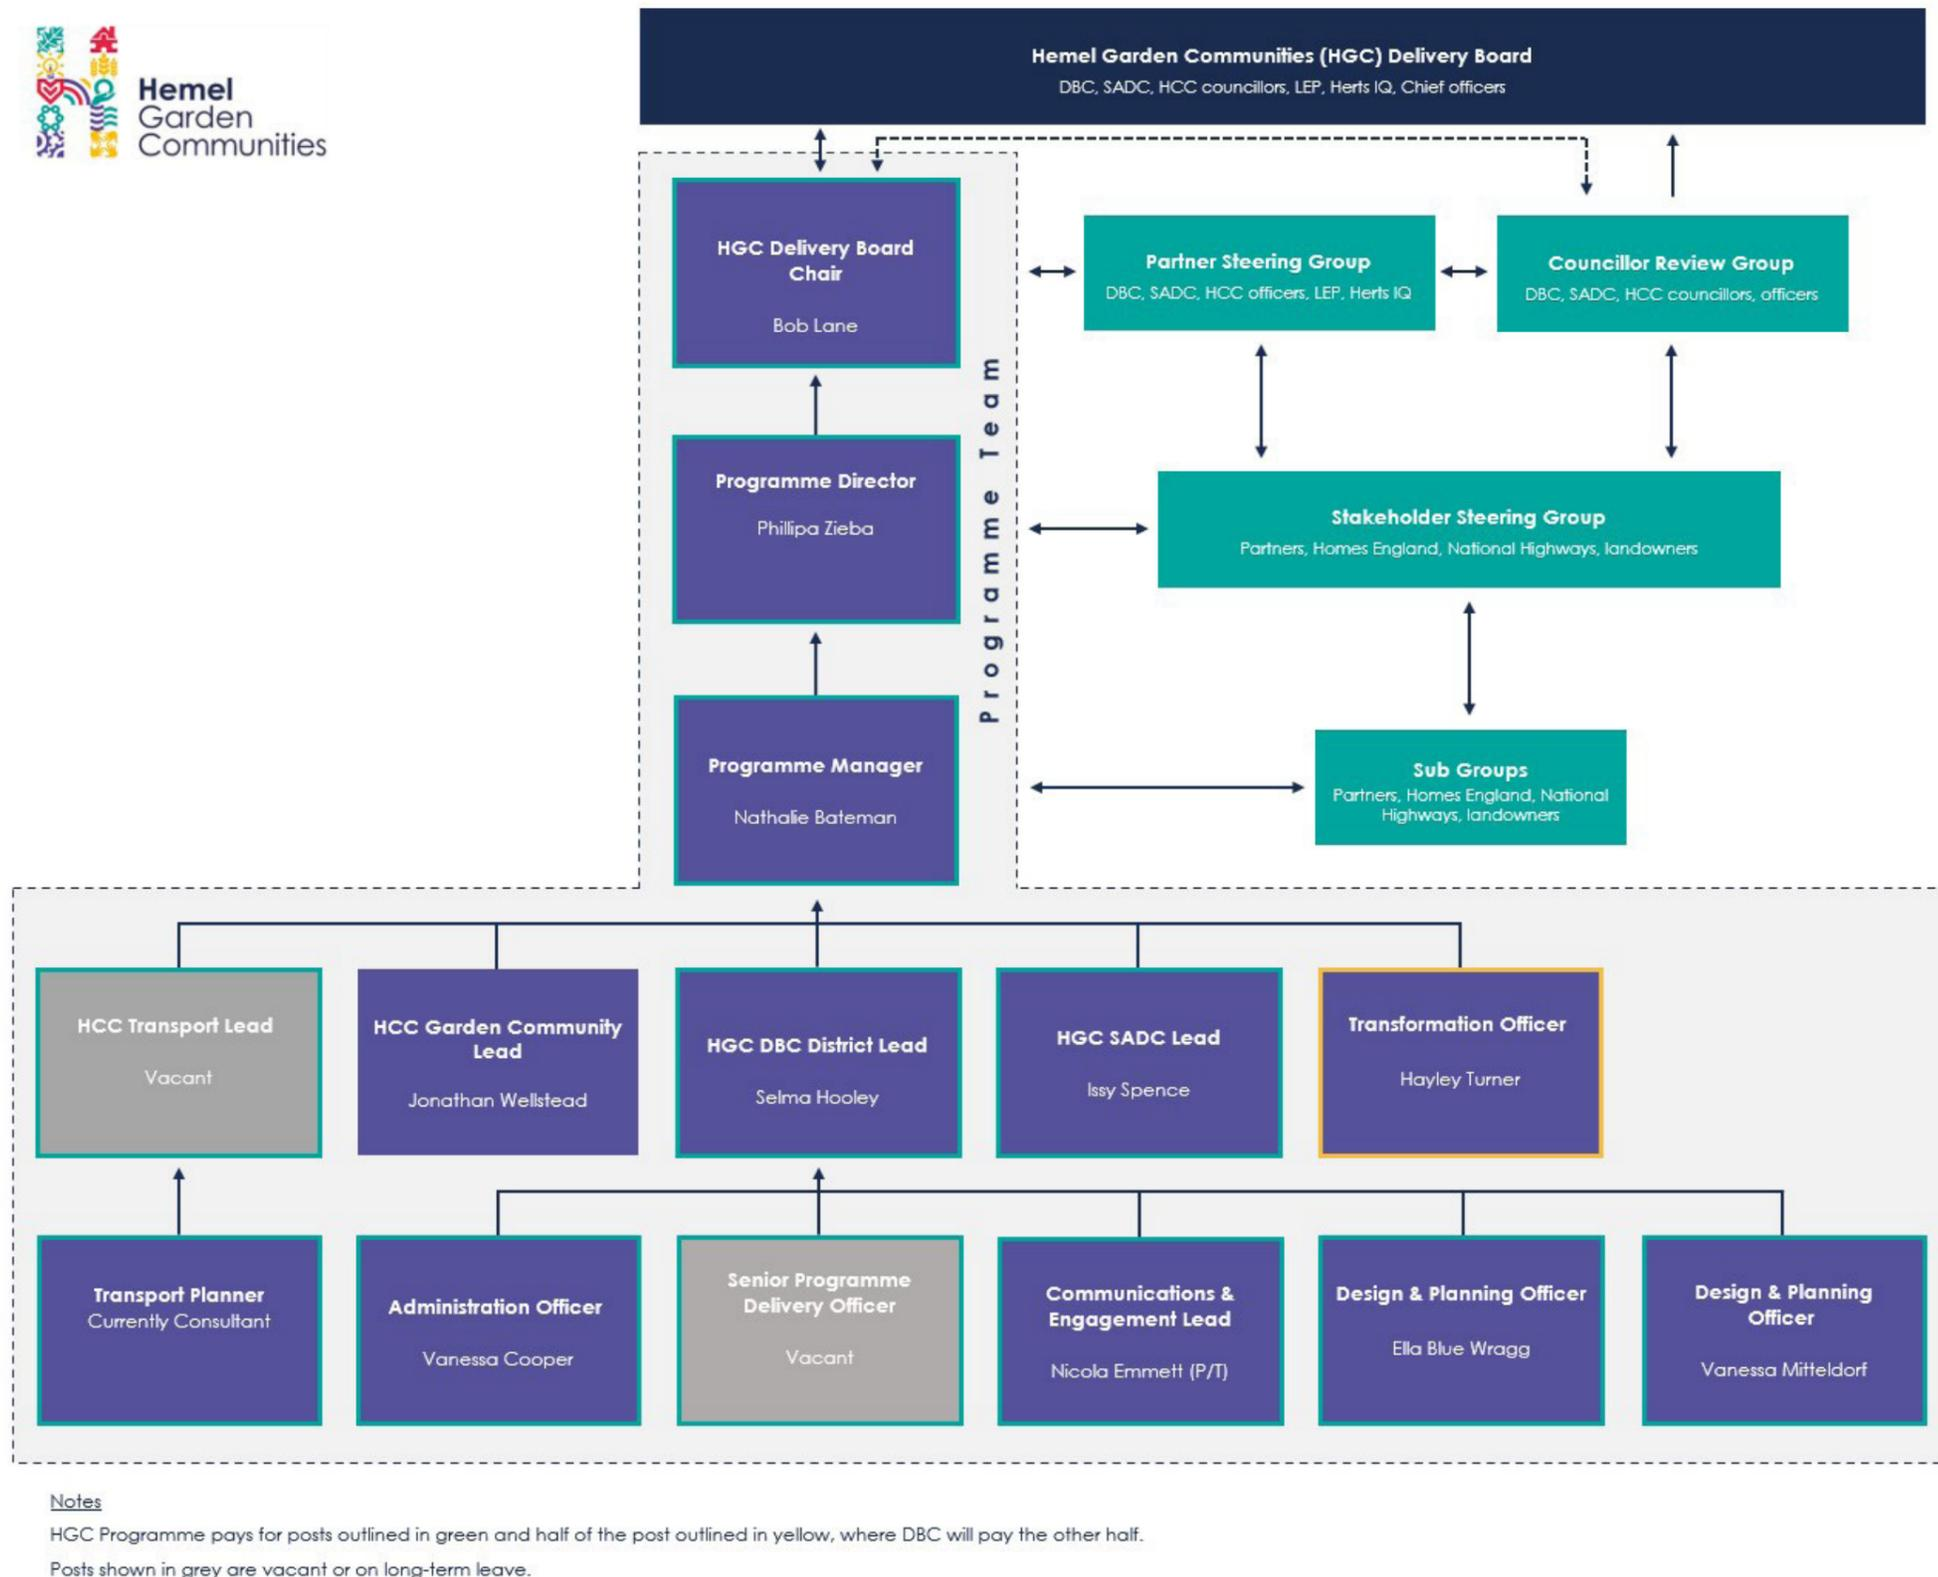 Hemel
Garden
Communities
Hemel Garden Communities (HGC) Delivery Board
DBC, SADC, HCC councillors, LEP, Herts IQ, Chief officers
HGC Delivery Board
Chair
Bob Lane
Partner Steering Group
DBC, SADC, HCC officers, LEP, Herts IQ
Councillor Review Group
DBC, SADC, HCC councillors, officers
Programme Team
Programme Director
Phillipa Zieba
Stakeholder Steering Group
Partners, Homes England, National Highways, landowners
Programme Manager
Nathalie Bateman
Sub Groups
Partners, Homes England, National
Highways, landowners
HCC Transport Lead
Vacant
HCC Garden Community
Lead
Jonathan Wellstead
HGC DBC District Lead
Selma Hooley
HGC SADC Lead
Issy Spence
Transformation Officer
Hayley Turner
Transport Planner
Currently Consultant
Administration Officer
Vanessa Cooper
Senior Programme
Delivery Officer
Vacant
Communications &
Engagement Lead
Nicola Emmett (P/T)
Design & Planning Officer
Ella Blue Wragg
Design & Planning
Officer
Vanessa Mitteldorf
Notes
HGC Programme pays for posts outlined in green and half of the post outlined in yellow, where DBC will pay the other half.
Posts shown in grey are vacant or on long-term leave.